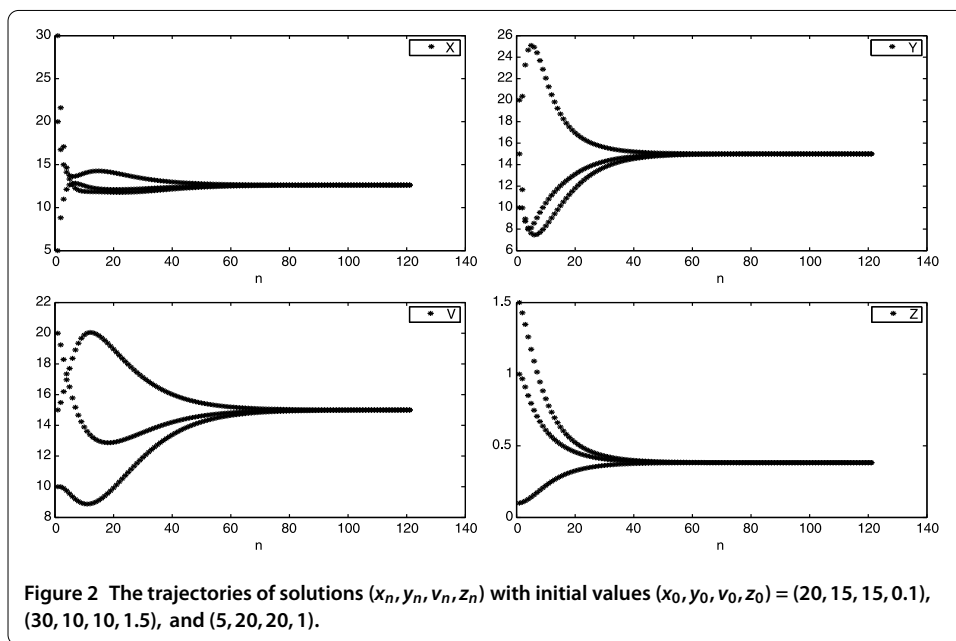 30
25
20
15
10
5
0 20 40 60 80 100 120 140
n
X
26
24
22
20
18
16
14
12
10
8
6
0 20 40 60 80 100 120 140
n
Y
22
20
18
16
14
12
10
8
0 20 40 60 80 100 120 140
n
V
1.5
1
0.5
0
0 20 40 60 80 100 120 140
n
Z
Figure 2 The trajectories of solutions (xn, yn, vn, zn) with initial values (x0, y0, v0, z0) = (20, 15, 15, 0.1),
(30, 10, 10, 1.5), and (5, 20, 20, 1).